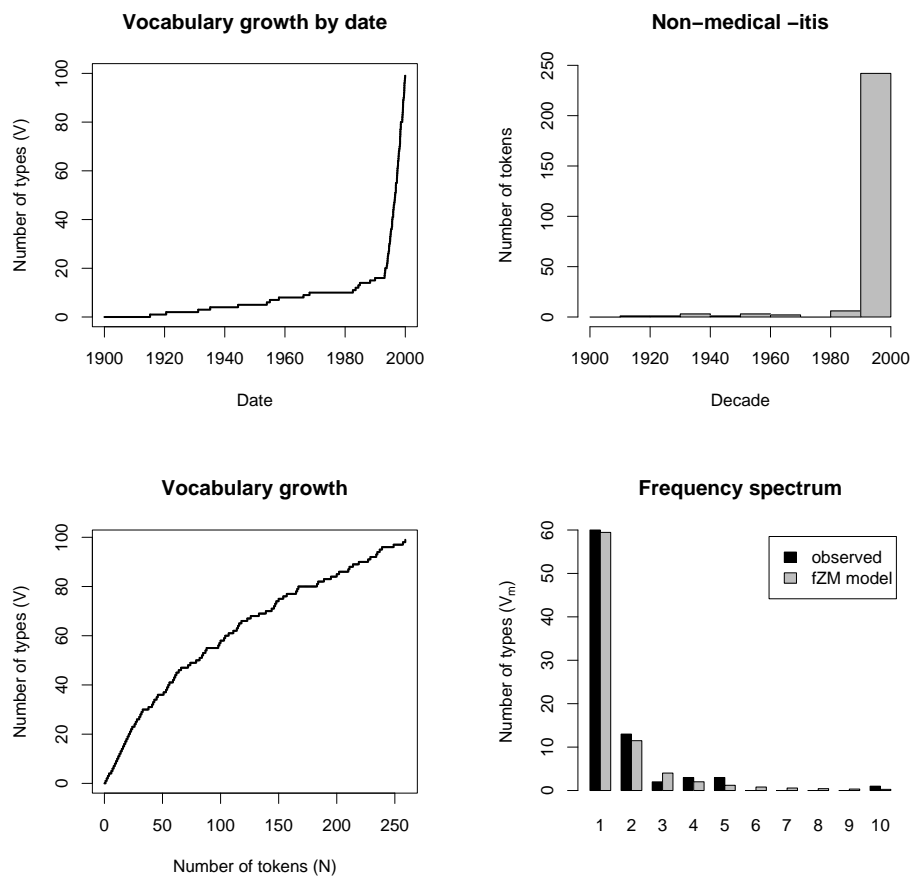 Vocabulary growth by date
Number of types (V)
0 20 40 60 80 100
1900 1920 1940 1960 1980 2000
Date
Non−medical −itis
Number of tokens
0 50 100 150 200 250
1900 1920 1940 1960 1980 2000
Decade
Vocabulary growth
Number of types (V)
0 20 40 60 80 100
0 50 100 150 200 250
Number of tokens (N)
Frequency spectrum
observed
fZM model
Number of types (Vm)
0 10 20 30 40 50 60
1 2 3 4 5 6 7 8 9 10